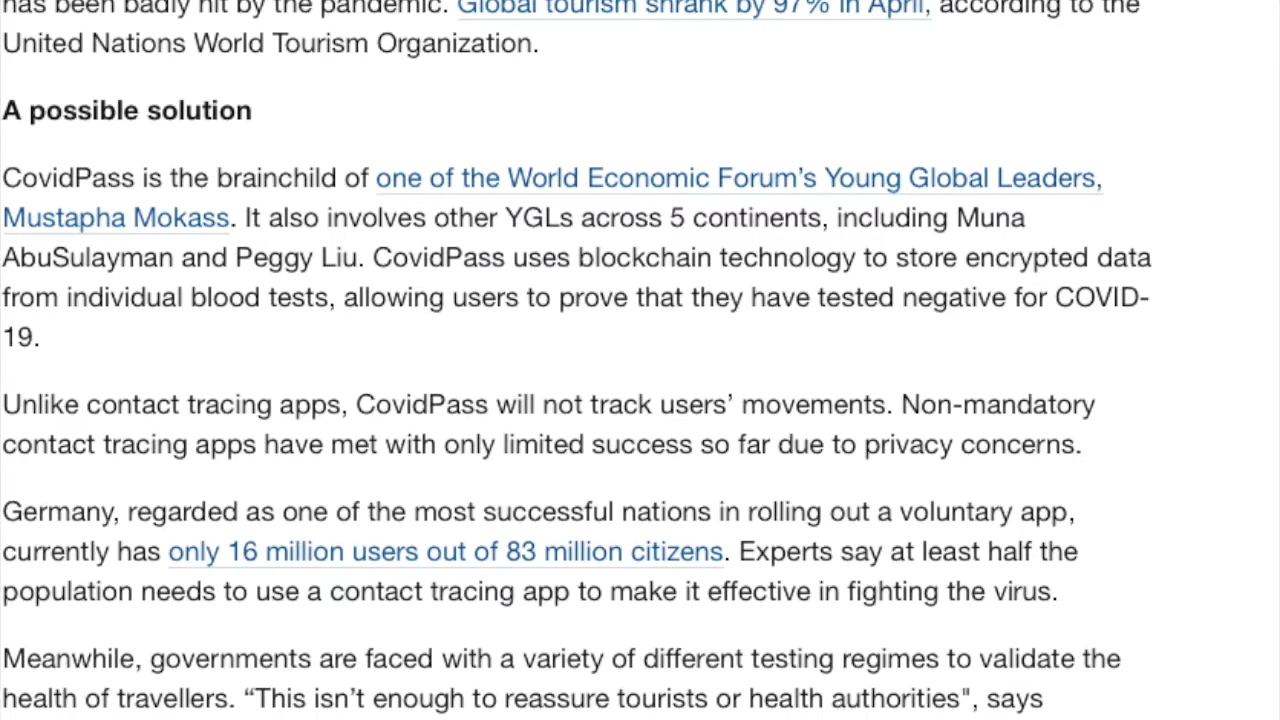 has been badly hit by the pandemic. Global tourism shrank by 97% in April, according to the
United Nations World Tourism Organization.
A possible solution
CovidPass is the brainchild of one of the World Economic Forum’s Young Global Leaders,
Mustapha Mokass. It also involves other YGLs across 5 continents, including Muna
AbuSulayman and Peggy Liu. CovidPass uses blockchain technology to store encrypted data
from individual blood tests, allowing users to prove that they have tested negative for COVID-
19.
Unlike contact tracing apps, CovidPass will not track users’ movements. Non-mandatory
contact tracing apps have met with only limited success so far due to privacy concerns.
Germany, regarded as one of the most successful nations in rolling out a voluntary app,
currently has only 16 million users out of 83 million citizens. Experts say at least half the
population needs to use a contact tracing app to make it effective in fighting the virus.
Meanwhile, governments are faced with a variety of different testing regimes to validate the
health of travellers. “This isn’t enough to reassure tourists or health authorities", says